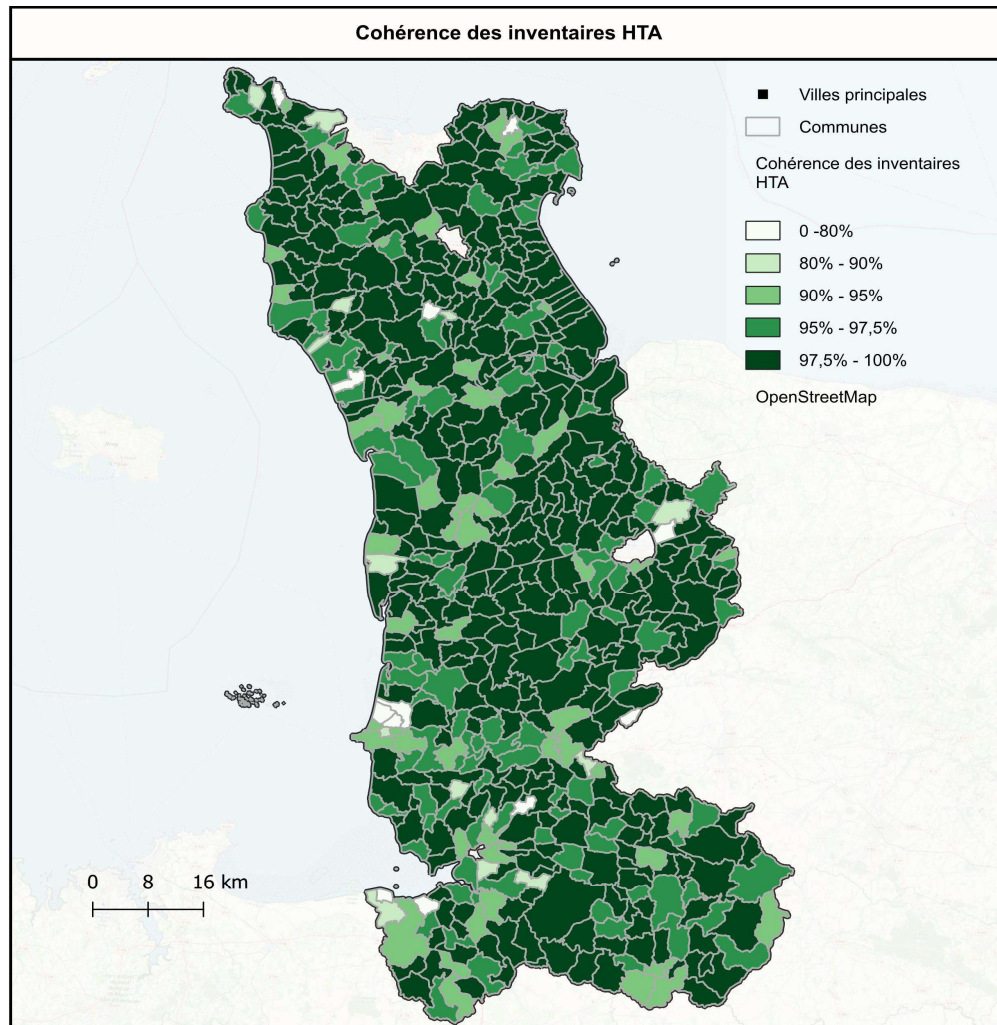 Cohérence des inventaires HTA
Villes principales
Communes
Cohérence des inventaires
HTA
0 -80%
80% - 90%
90% - 95%
95% - 97,5%
97,5% - 100%
OpenStreetMap
0 8 16 km